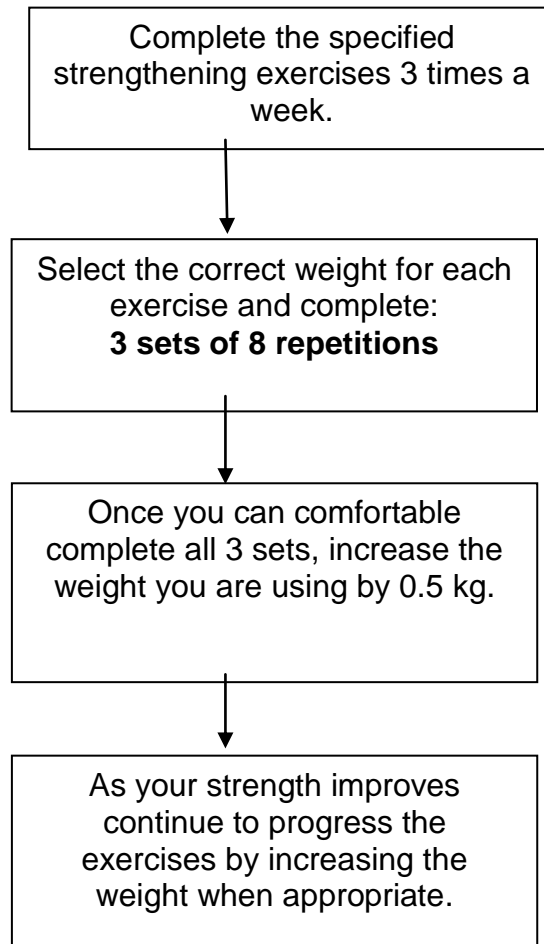 Complete the specified
strengthening exercises 3 times a
week.
Select the correct weight for each
exercise and complete:
3 sets of 8 repetitions
Once you can comfortable
complete all 3 sets, increase the
weight you are using by 0.5 kg.
As your strength improves
continue to progress the
exercises by increasing the
weight when appropriate.